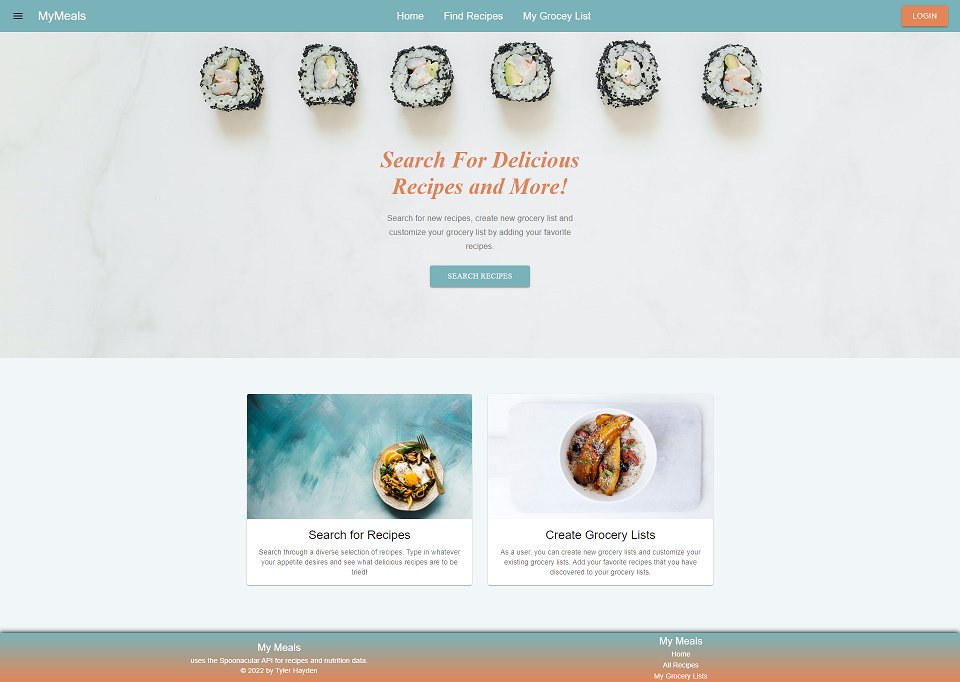 MyMeals
Home
Find Recipes
My Grocey List
LOGIN
Search For Delicious
Recipes and More!
Search for new recipes, create new grocery list and
customize your grocery list by adding your favorite
recipes.
SEARCH RECIPES
Search for Recipes
Search through a diverse selection of recipes. Type in whatever
your appetite desires and see what delicious recipes are to be
tried!
Create Grocery Lists
As a user, you can create new grocery lists and customize your
existing grocery lists. Add your favorite recipes that you have
discovered to your grocery lists.
My Meals
uses the Spoonacular API for recipes and nutrition data.
© 2022 by Tyler Hayden
My Meals
Home
All Recipes
My Grocery Lists